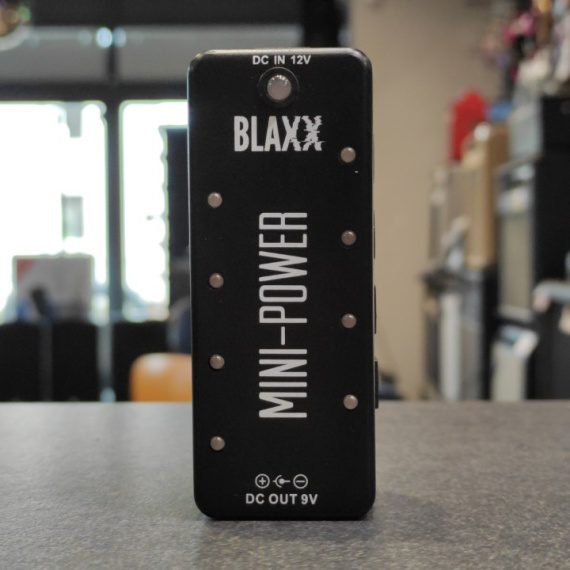 DC IN 12V
BLAXX
MINI-POWER
DC OUT 9V